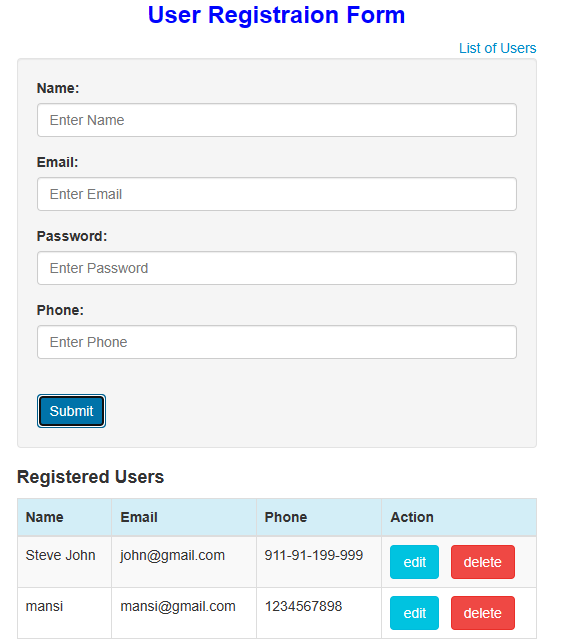 User Registraion Form
List of Users
Name:
Enter Name
Email:
Enter Email
Password:
Enter Password
Phone:
Enter Phone
Submit
Registered Users
Name Email Phone Action
Steve John john@gmail.com 911-91-199-999 edit delete
mansi mansi@gmail.com 1234567898 edit delete